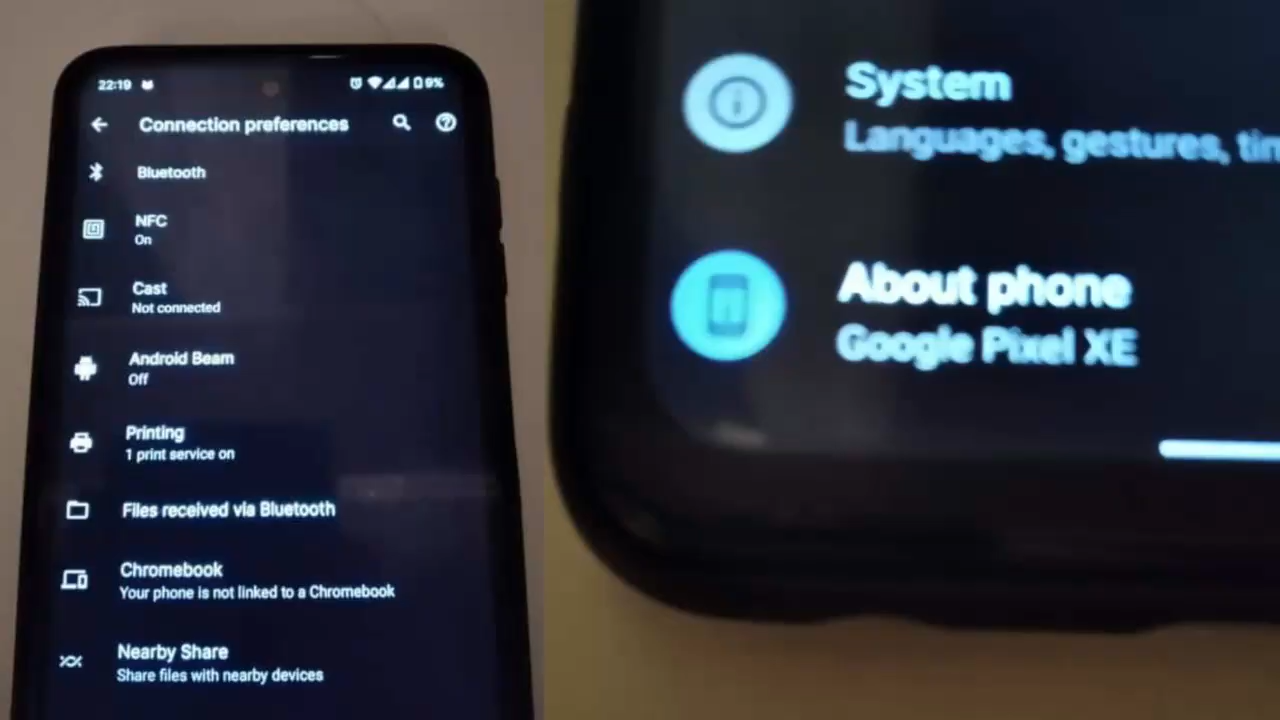 22:19
9%
Connection preferences
Bluetooth
NFC
On
Cast
Not connected
Android Beam
Off
Printing
1 print service on
Files received via Bluetooth
Chromebook
Your phone is not linked to a Chromebook
Nearby Share
Share files with nearby devices
System
Languages, gestures, tim
About phone
Google Pixel XE